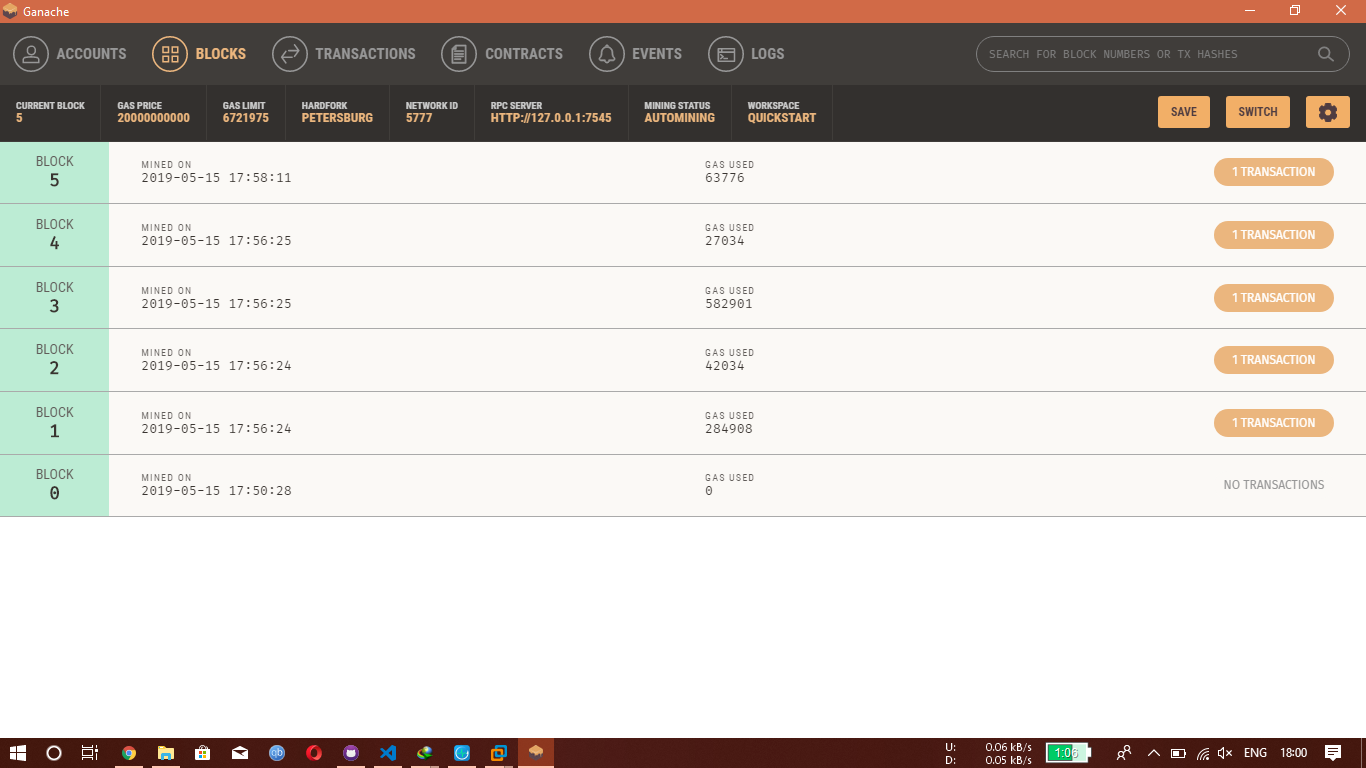 Ganache
ACCOUNTS BLOCKS TRANSACTIONS CONTRACTS EVENTS LOGS SEARCH FOR BLOCK NUMBERS OR TX HASHES
CURRENT BLOCK GAS PRICE GAS LIMIT HARDFORK NETWORK ID RPC SERVER MINING STATUS WORKSPACE
5 20000000000 6721975 PETERSBURG 5777 HTTP://127.0.0.1:7545 AUTOMINING QUICKSTART
SAVE SWITCH
BLOCK MINED ON GAS USED
5 2019-05-15 17:58:11 63776 1 TRANSACTION
BLOCK MINED ON GAS USED
4 2019-05-15 17:56:25 27034 1 TRANSACTION
BLOCK MINED ON GAS USED
3 2019-05-15 17:56:25 582901 1 TRANSACTION
BLOCK MINED ON GAS USED
2 2019-05-15 17:56:24 42034 1 TRANSACTION
BLOCK MINED ON GAS USED
1 2019-05-15 17:56:24 284908 1 TRANSACTION
BLOCK MINED ON GAS USED
0 2019-05-15 17:50:28 0 NO TRANSACTIONS
qb
U: 0.06 kB/s
D: 0.05 kB/s
1:06
ENG 18:00